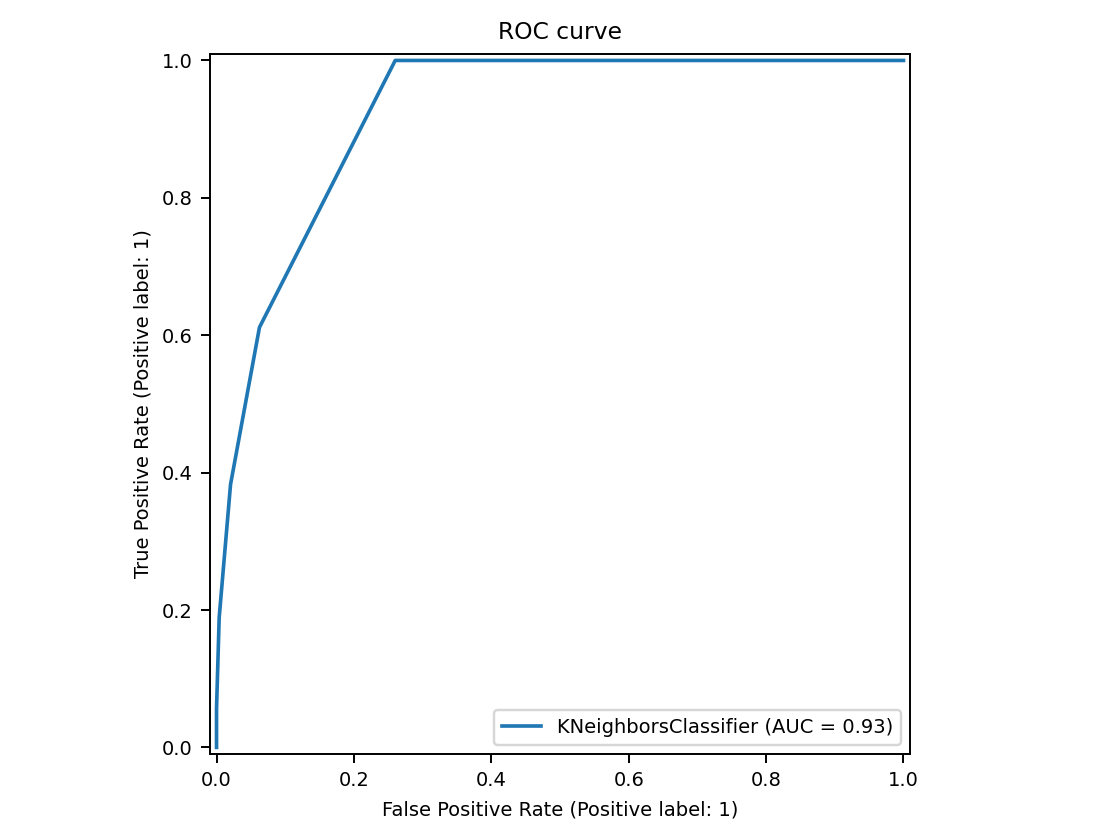 ROC curve
1.0
0.8
0.6
0.4
0.2
0.0
True Positive Rate (Positive label: 1)
KNeighborsClassifier (AUC = 0.93)
0.0 0.2 0.4 0.6 0.8 1.0
False Positive Rate (Positive label: 1)